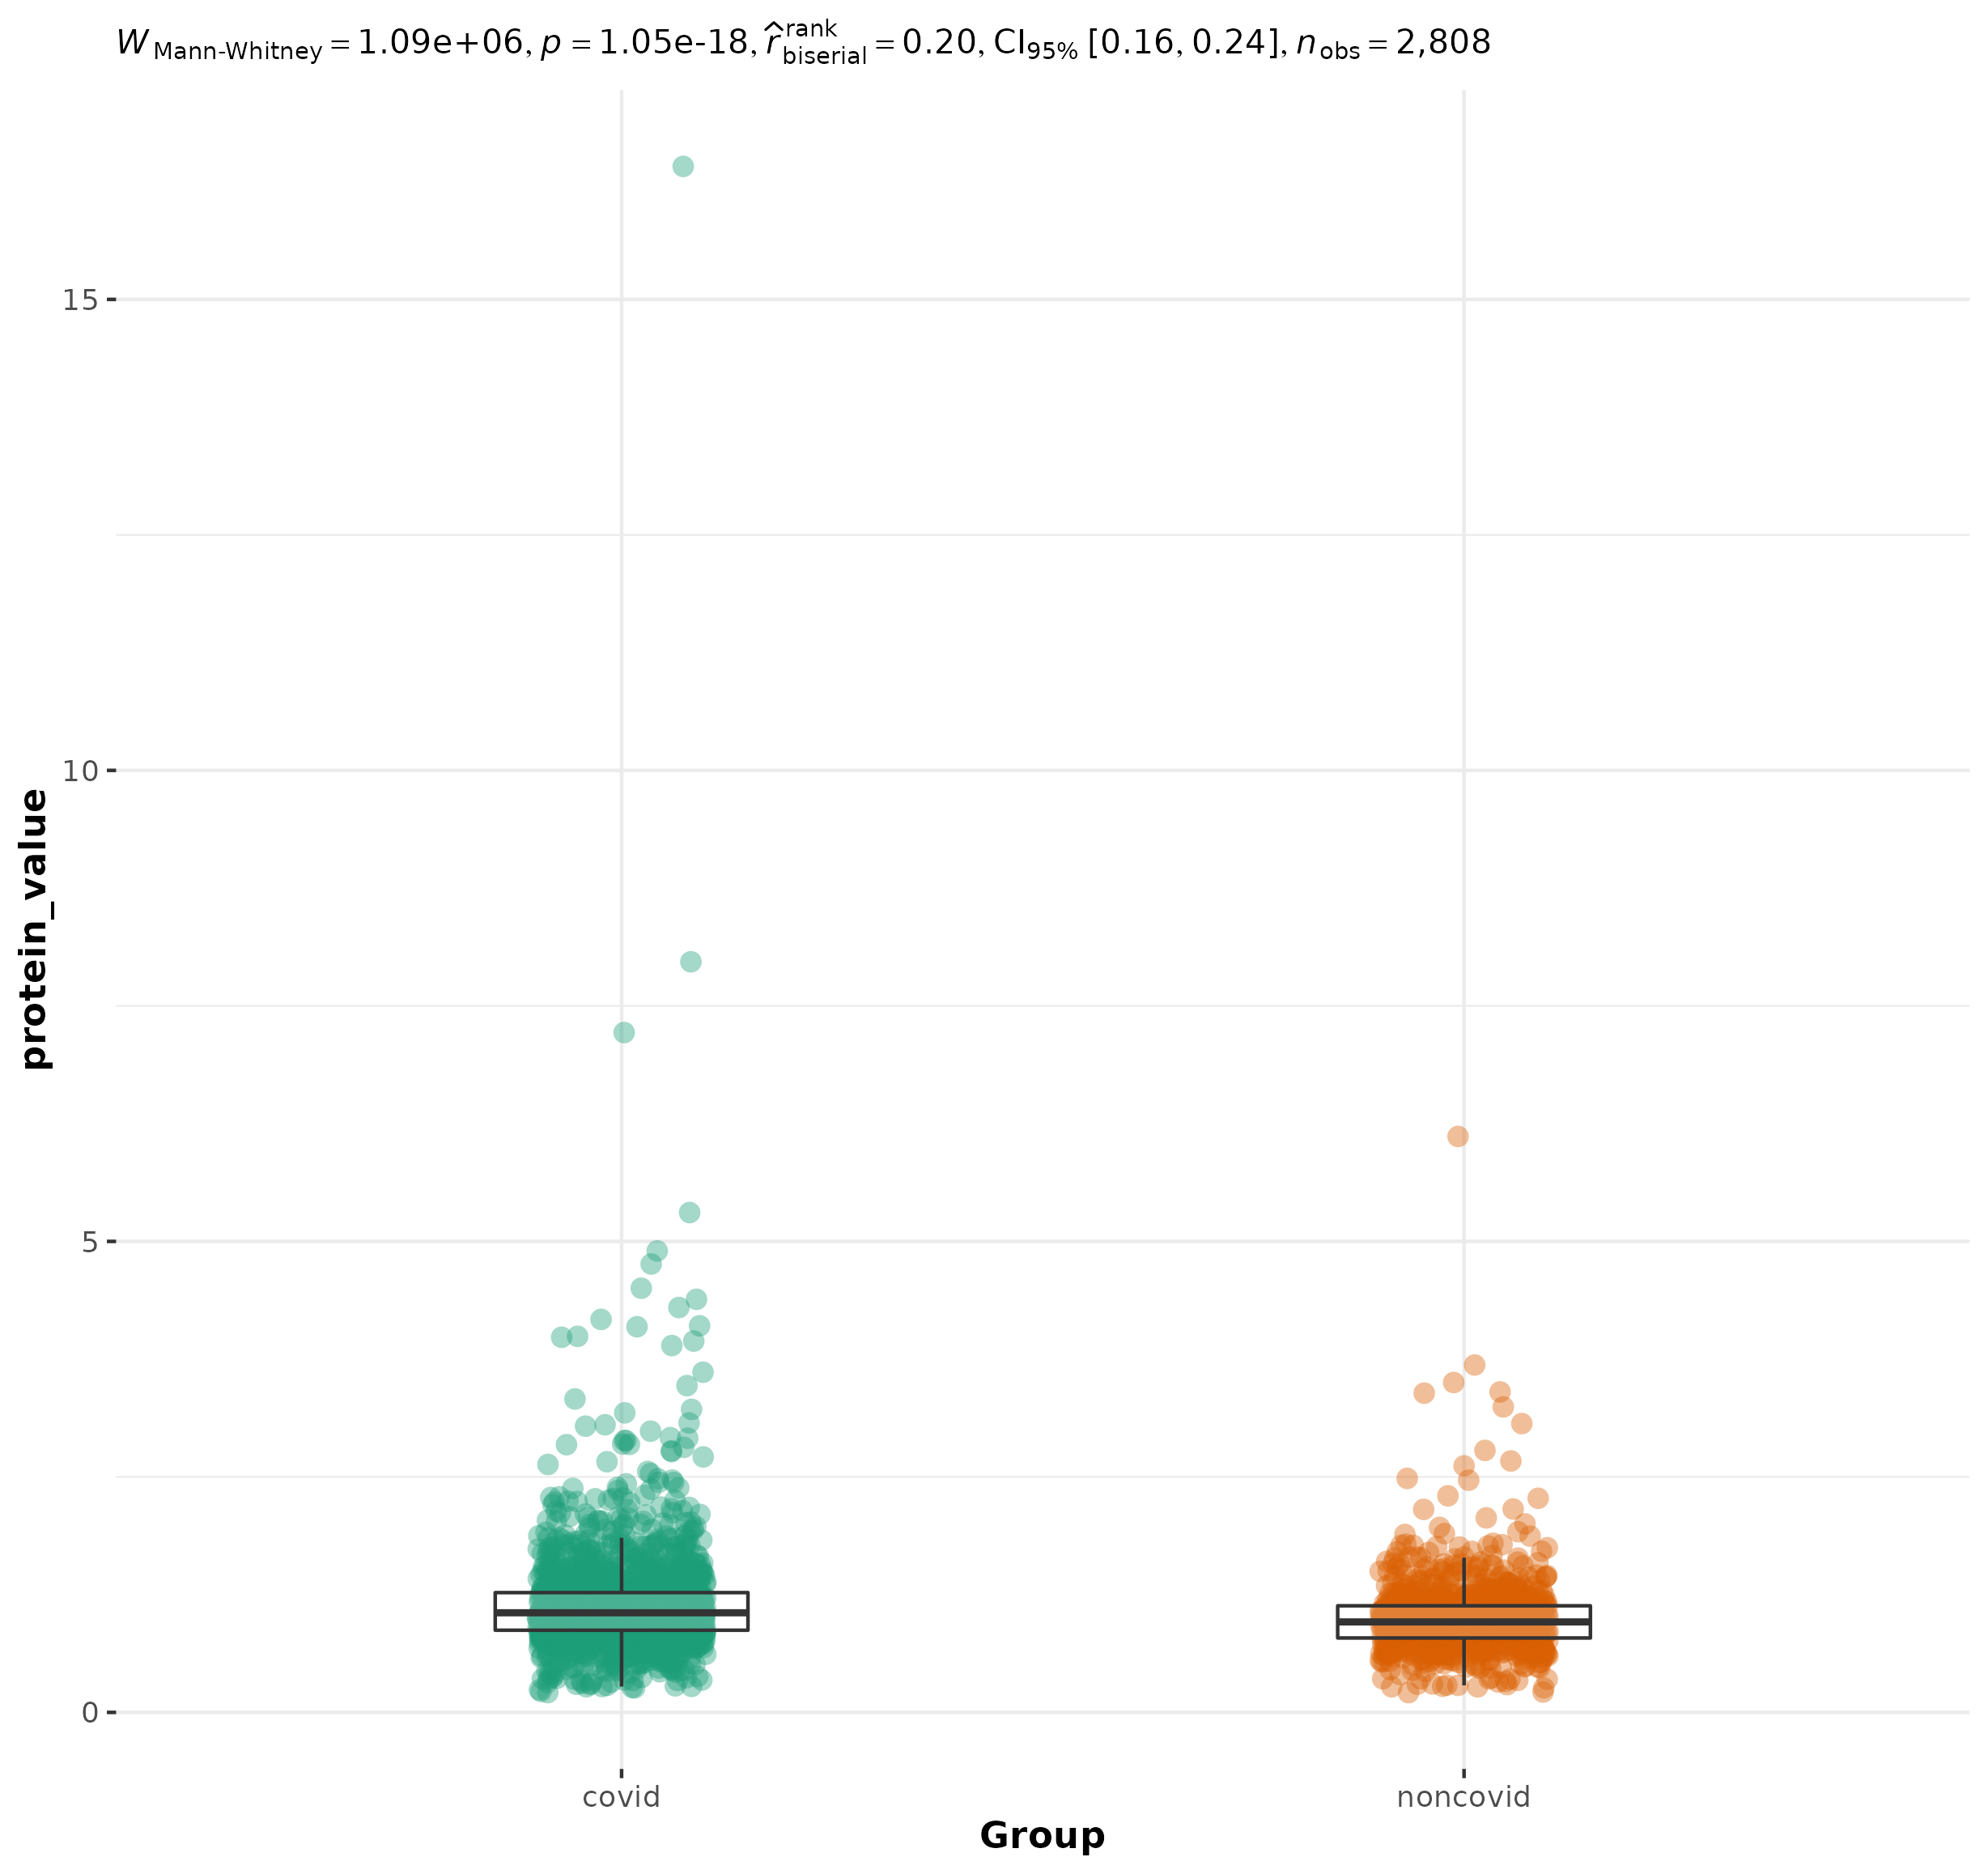 W Mann-Whitney = 1.09e+06, p = 1.05e-18, r̂ rank biserial = 0.20, CI95% [0.16, 0.24], nobs = 2,808
15
10
5
0
protein_value
covid
noncovid
Group